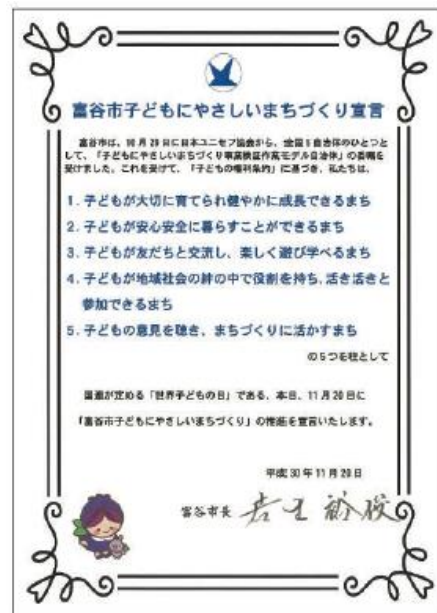 富谷市子どもにやさしいまちづくり宣言
富谷市は、10月29日に日本ユニセフ協会から、全国5自治体のひとつと
して、「子どもにやさしいまちづくり事業検証作業モデル自治体」の委嘱を
受けました。これを受けて、「子どもの権利条約」に基づき、私たちは、
1. 子どもが大切に育てられ健やかに成長できるまち
2. 子どもが安心安全に暮らすことができるまち
3. 子どもが友だちと交流し、楽しく遊び学べるまち
4. 子どもが地域社会の絆の中で役割を持ち、活き活きと
参加できるまち
5. 子どもの意見を聴き、まちづくりに活かすまち
の5つを柱として
国連が定める「世界子どもの日」である、本日、11月20日に
「富谷市子どもにやさしいまちづくり」の推進を宣言いたします。
平成30年11月20日
富谷市長 若生裕俊